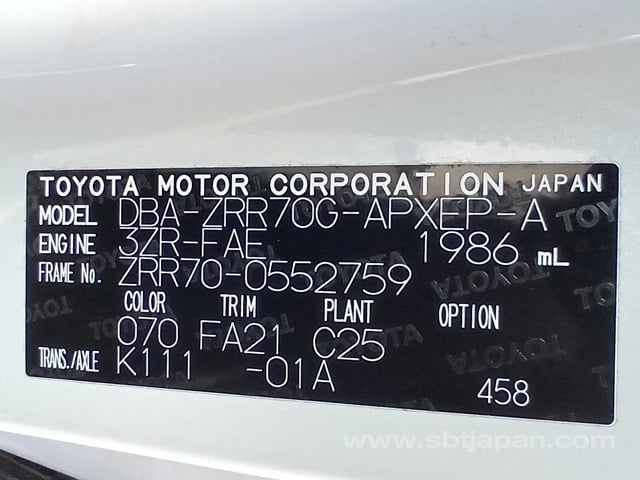 TOYOTA MOTOR CORPORATION JAPAN
MODEL DBA-ZRR70G-APXEP-A
ENGINE 3ZR-FAE 1986 mL
FRAME No. ZRR70-0552759
COLOR TRIM PLANT OPTION
070 FA21 C25
TRANS./AXLE K111 -01A
458
www.sbtjapan.com